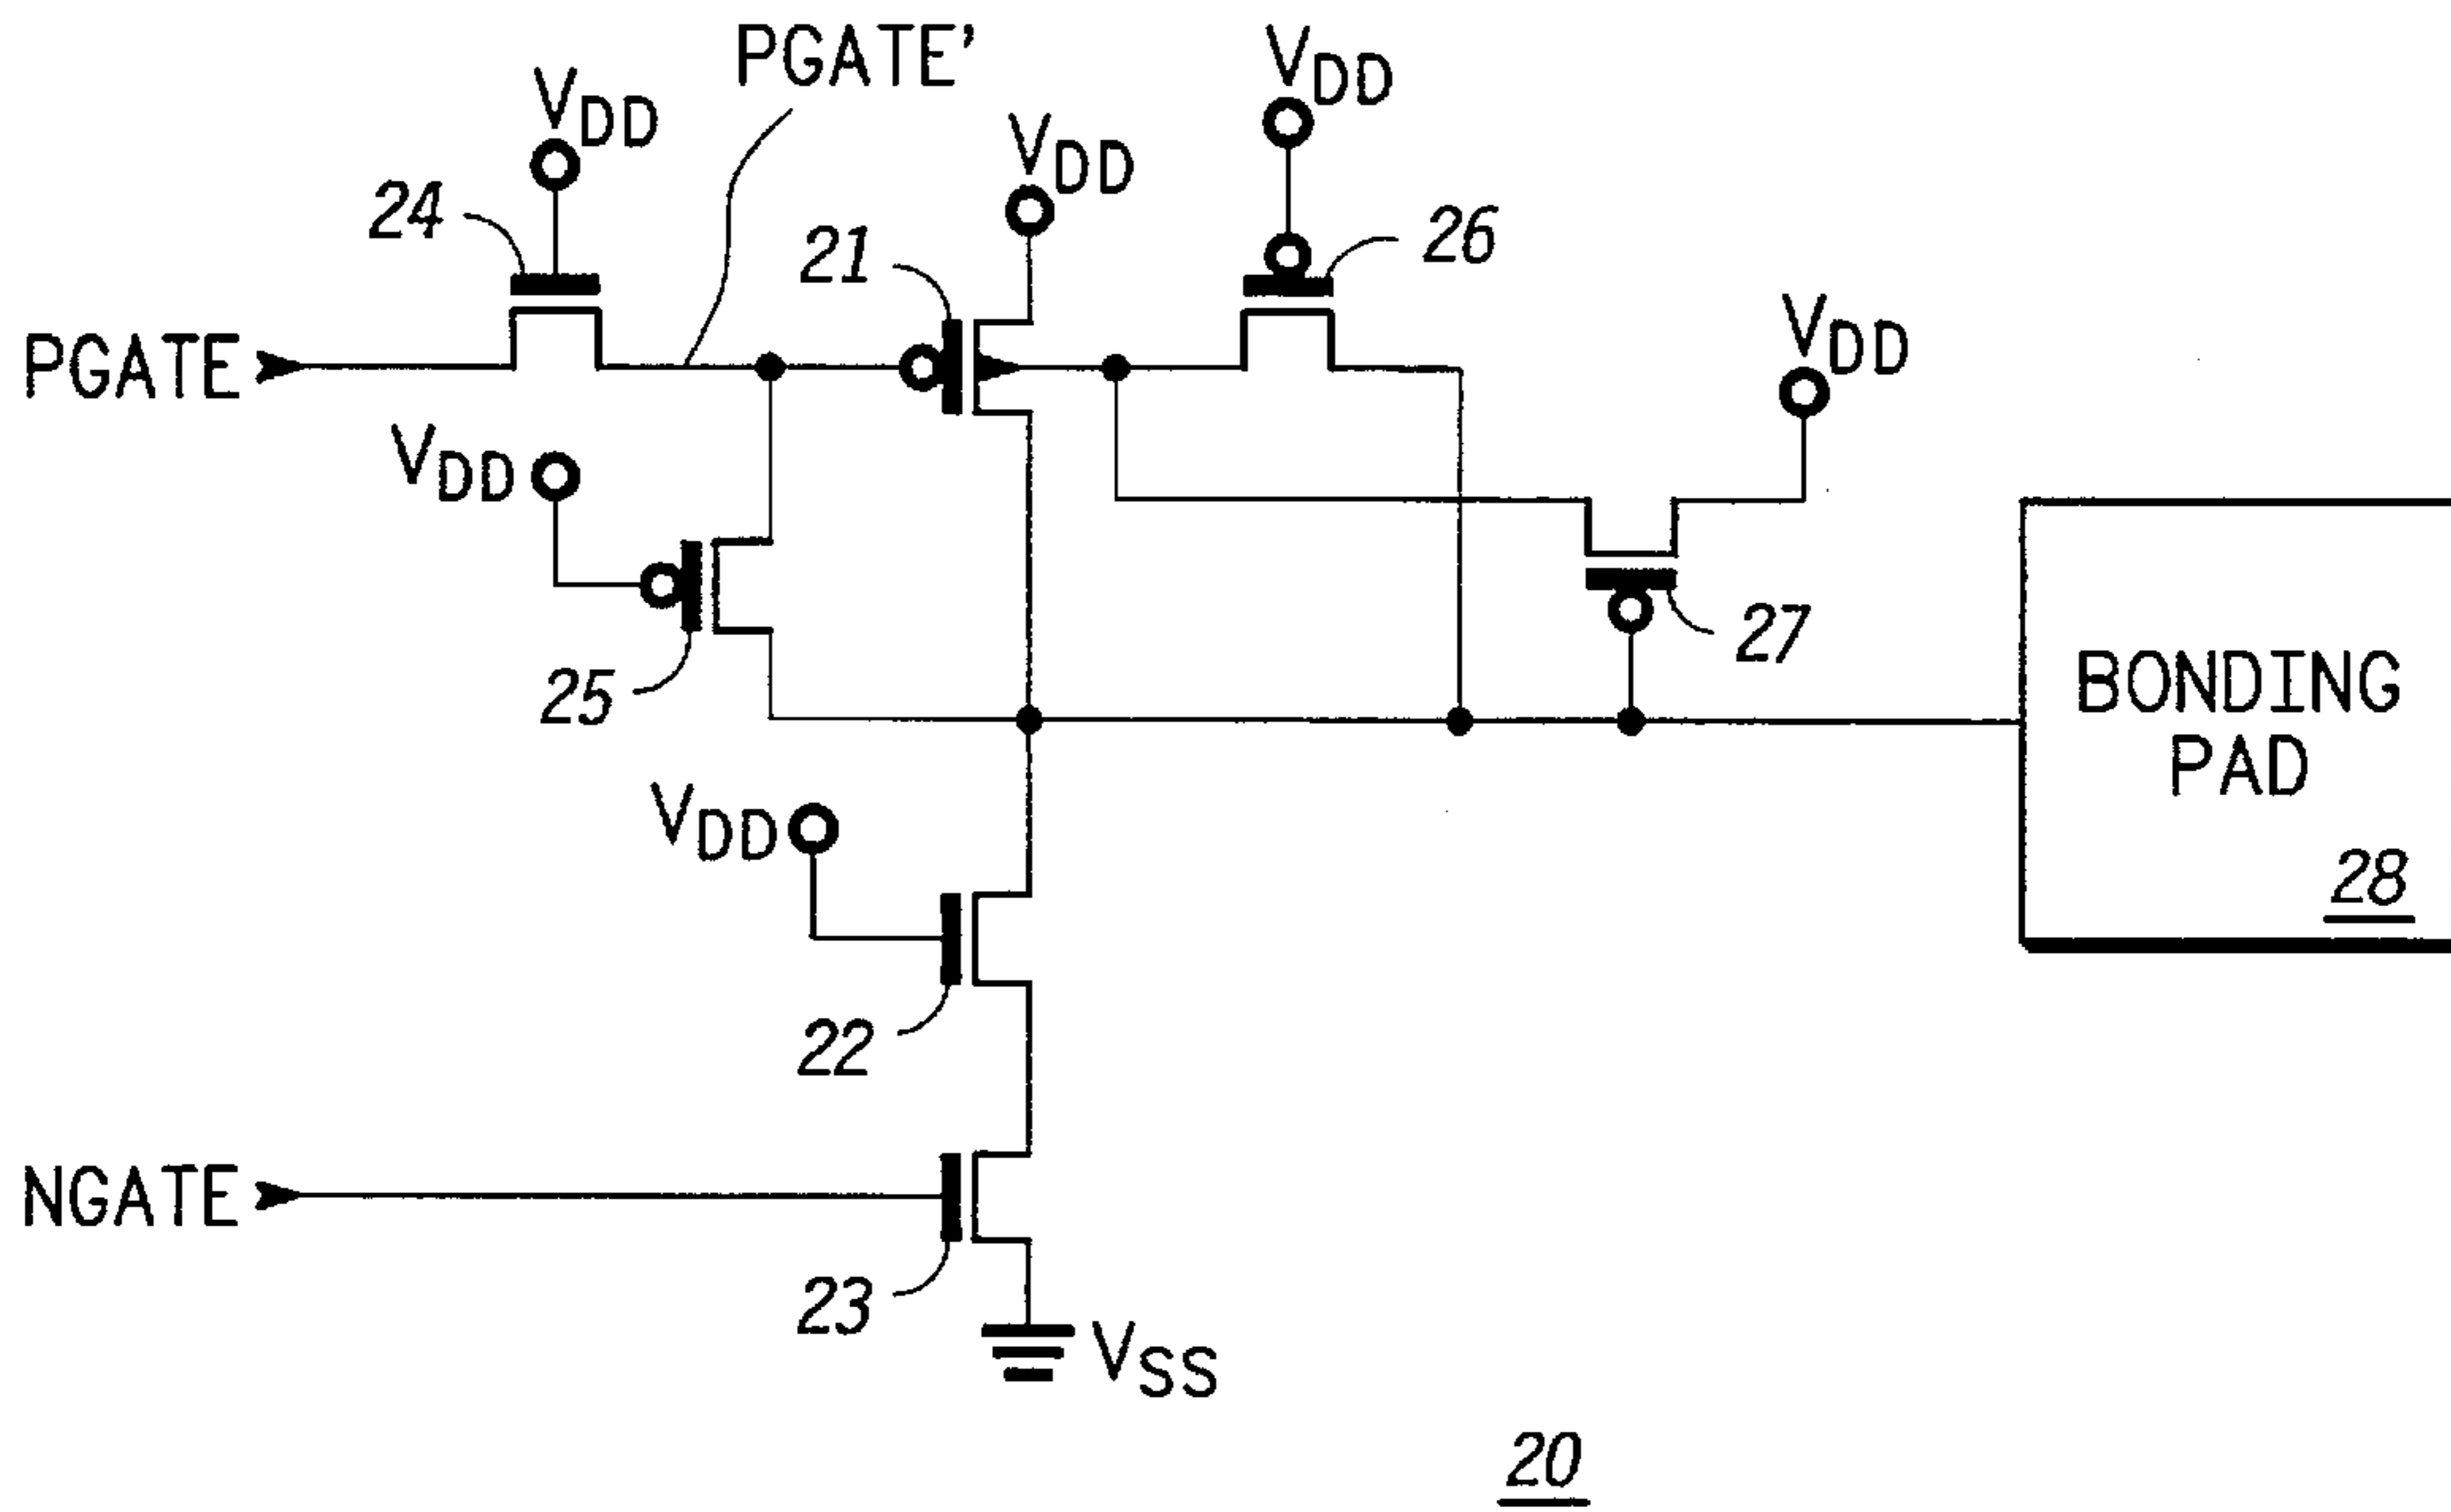 PGATE'
VDD
VDD
VDD
24
21
26
VDD
PGATE
VDD
25
27
BONDING
PAD
28
VDD
22
NGATE
23
VSS
20